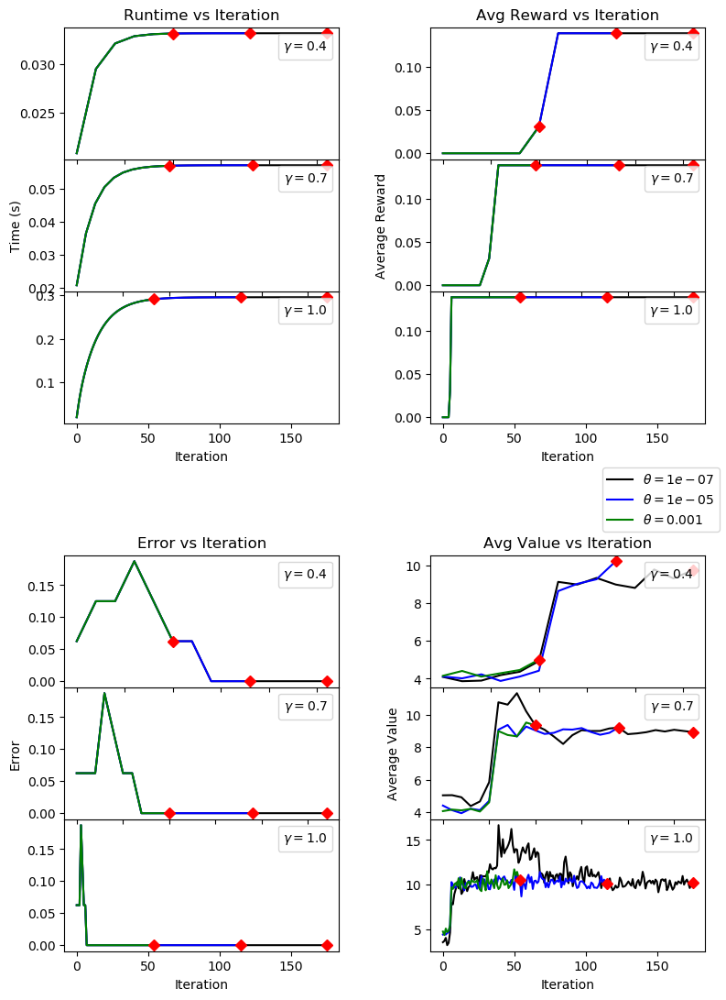 Runtime vs Iteration
Avg Reward vs Iteration
γ = 0.4
0.030
0.025
γ = 0.4
0.10
0.05
0.00
Time (s)
γ = 0.7
0.05
0.04
0.03
0.02
Average Reward
γ = 0.7
0.10
0.05
0.00
γ = 1.0
0.3
0.2
0.1
0 50 100 150
Iteration
γ = 1.0
0.10
0.05
0.00
0 50 100 150
Iteration
θ = 1e − 07
θ = 1e − 05
θ = 0.001
Error vs Iteration
Avg Value vs Iteration
γ = 0.4
0.15
0.10
0.05
0.00
γ = 0.4
10
8
6
4
Error
γ = 0.7
0.15
0.10
0.05
0.00
Average Value
γ = 0.7
10
8
6
4
γ = 1.0
0.15
0.10
0.05
0.00
0 50 100 150
Iteration
γ = 1.0
15
10
5
0 50 100 150
Iteration